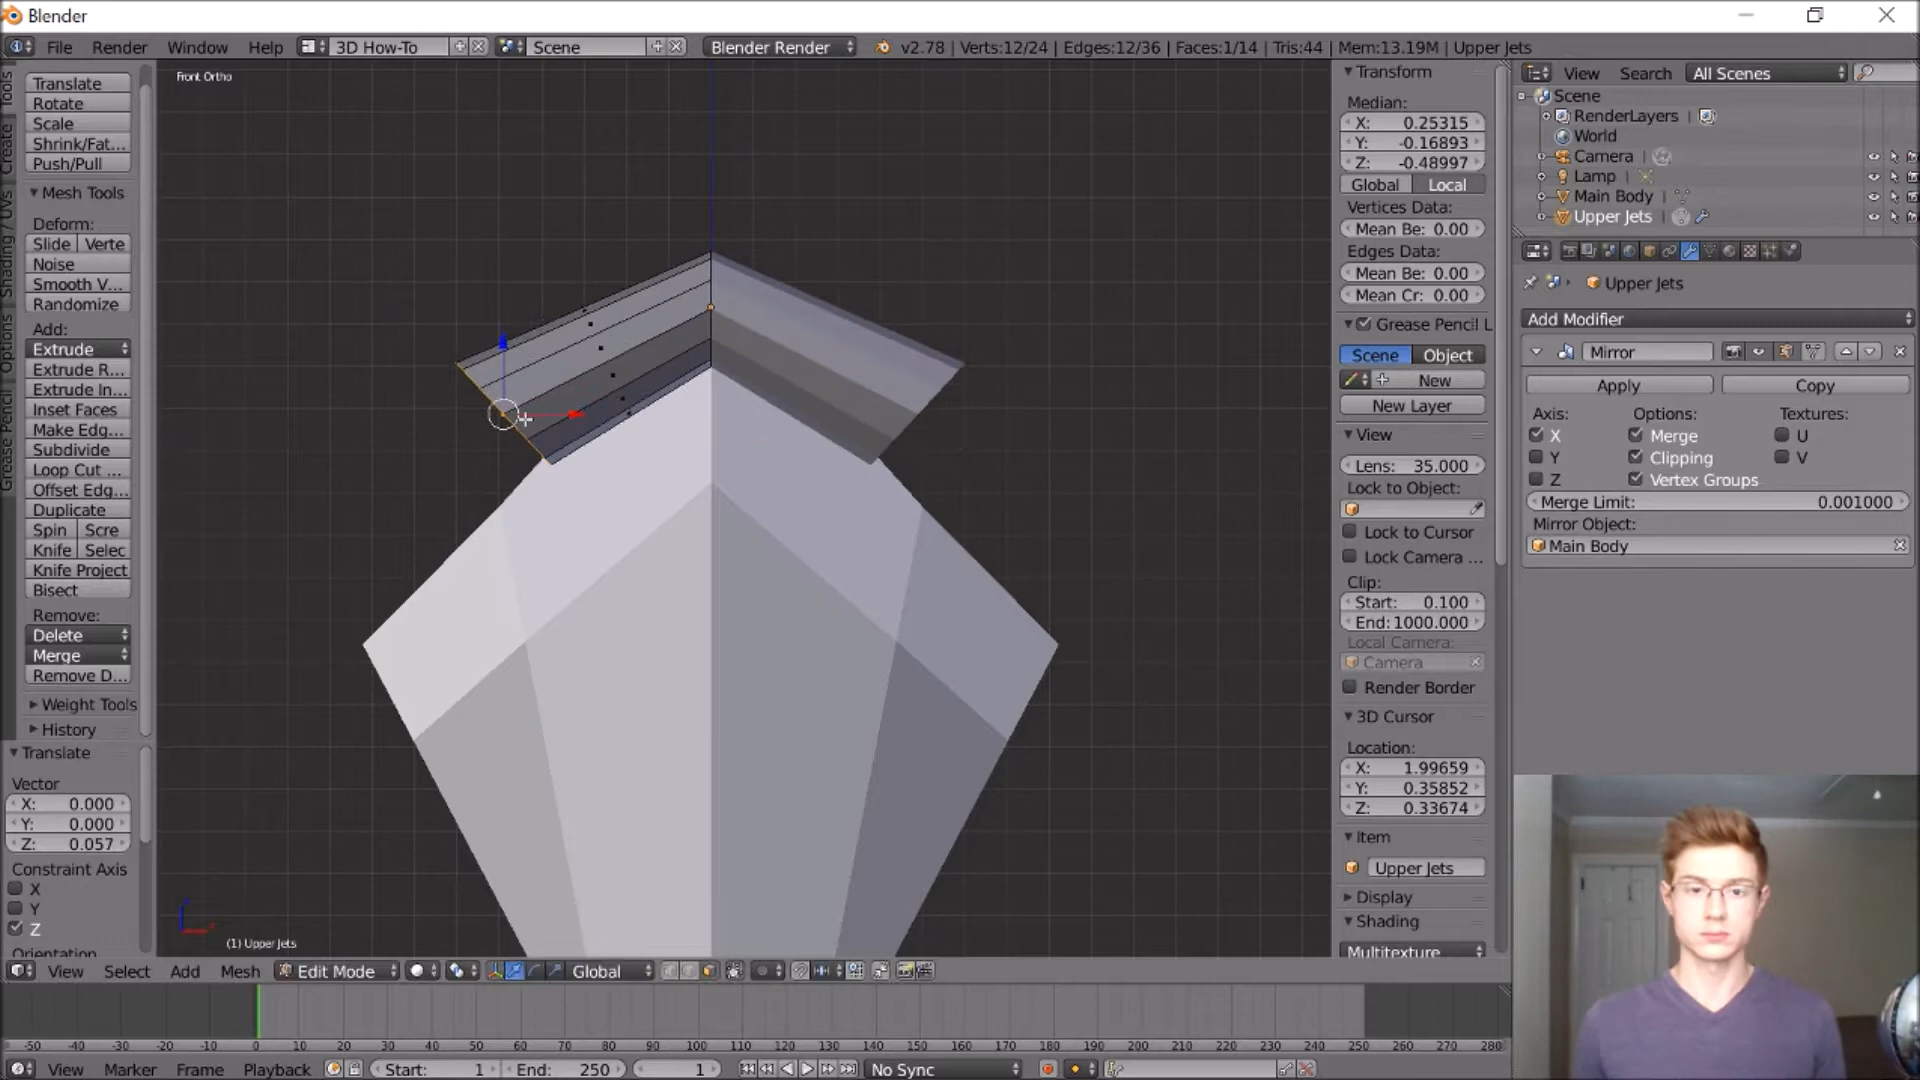 Blender
File Render Window Help 3D How-To Scene Blender Render v2.78 | Verts:12/24 | Edges:12/36 | Faces:1/14 | Tris:44 | Mem:13.19M | Upper Jets
Tools
Create
Shading / UVs
Options
Grease Pencil
Translate
Rotate
Scale
Shrink/Fat...
Push/Pull
Mesh Tools
Deform:
Slide Verte
Noise
Smooth V...
Randomize
Add:
Extrude
Extrude R...
Extrude In...
Inset Faces
Make Edg...
Subdivide
Loop Cut ...
Offset Edg...
Duplicate
Spin Scre
Knife Selec
Knife Project
Bisect
Remove:
Delete
Merge
Remove D...
Weight Tools
History
Translate
Vector
X: 0.000
Y: 0.000
Z: 0.057
Constraint Axis
X
Y
Z
Orientation
Front Ortho
(1) Upper Jets
Transform
Median:
X: 0.25315
Y: -0.16893
Z: -0.48997
Global Local
Vertices Data:
Mean Be: 0.00
Edges Data:
Mean Be: 0.00
Mean Cr: 0.00
Grease Pencil L
Scene Object
New
New Layer
View
Lens: 35.000
Lock to Object:
Lock to Cursor
Lock Camera ...
Clip:
Start: 0.100
End: 1000.000
Local Camera:
Camera
Render Border
3D Cursor
Location:
X: 1.99659
Y: 0.35852
Z: 0.33674
Item
Upper Jets
Display
Shading
Multitexture
View Search All Scenes
Scene
RenderLayers
World
Camera
Lamp
Main Body
Upper Jets
Upper Jets
Add Modifier
Mirror
Apply Copy
Axis: Options: Textures:
X Merge U
Y Clipping V
Z Vertex Groups
Merge Limit: 0.001000
Mirror Object:
Main Body
View Select Add Mesh Edit Mode Global
-50 -40 -30 -20 -10 0 10 20 30 40 50 60 70 80 90 100 110 120 130 140 150 160 170 180 190 200 210 220 230 240 250 260 270 280
View Marker Frame Playback Start: 1 End: 250 1 No Sync